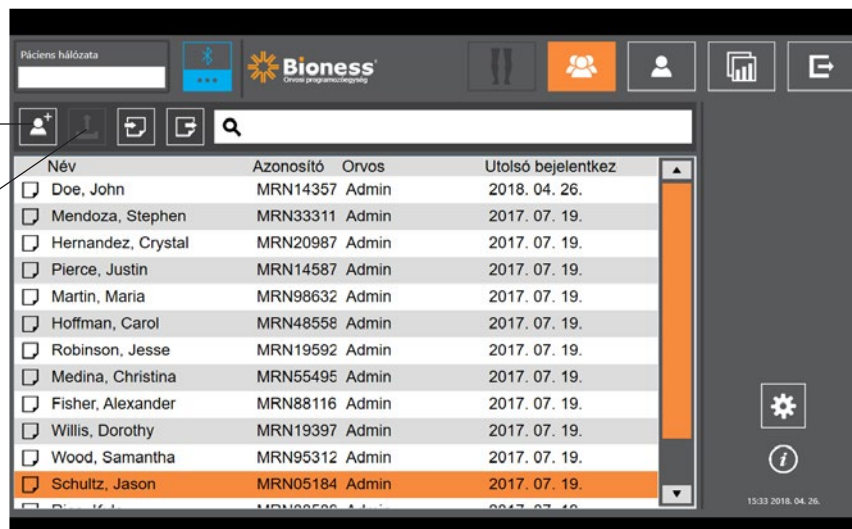 Páciens hálózata
Bioness
Orvosi programozóegység
Név Azonosító Orvos Utolsó bejelentkez
Doe, John MRN14357 Admin 2018. 04. 26.
Mendoza, Stephen MRN33311 Admin 2017. 07. 19.
Hernandez, Crystal MRN20987 Admin 2017. 07. 19.
Pierce, Justin MRN14587 Admin 2017. 07. 19.
Martin, Maria MRN98632 Admin 2017. 07. 19.
Hoffman, Carol MRN48558 Admin 2017. 07. 19.
Robinson, Jesse MRN19592 Admin 2017. 07. 19.
Medina, Christina MRN55495 Admin 2017. 07. 19.
Fisher, Alexander MRN88116 Admin 2017. 07. 19.
Willis, Dorothy MRN19397 Admin 2017. 07. 19.
Wood, Samantha MRN95312 Admin 2017. 07. 19.
Schultz, Jason MRN05184 Admin 2017. 07. 19.
15:33 2018. 04. 26.